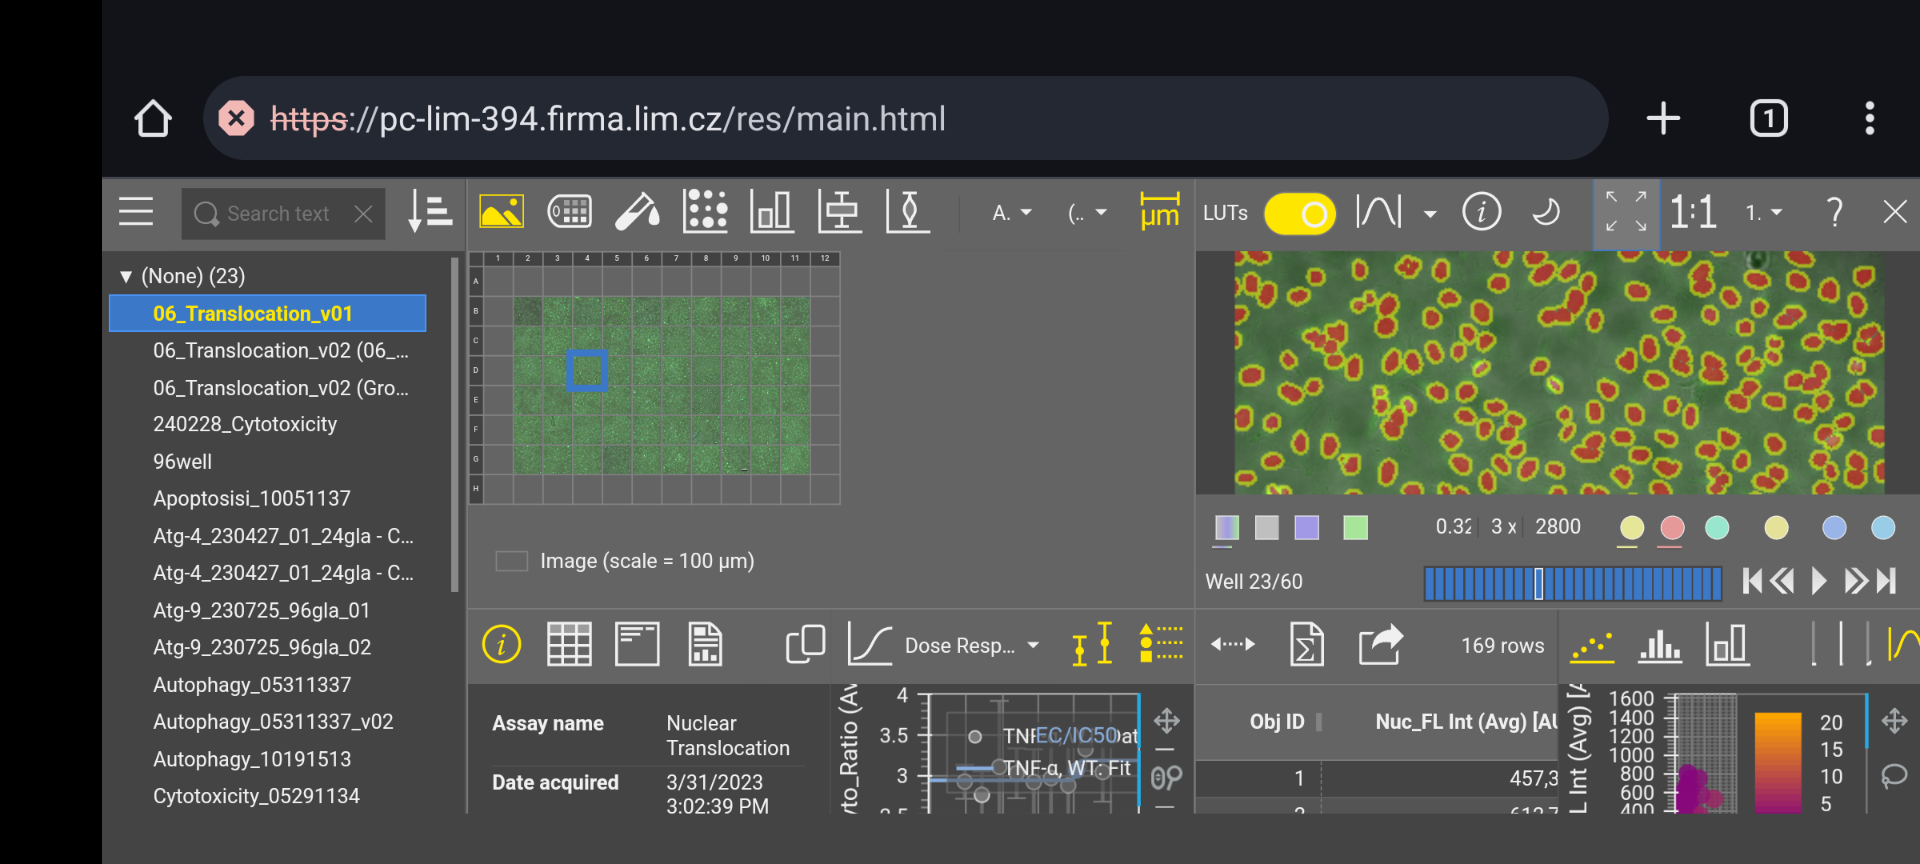 https://pc-lim-394.firma.lim.cz/res/main.html
1
Search text
A.
(..
µm
LUTs
i
1:1
1.
?
▼ (None) (23)
06_Translocation_v01
06_Translocation_v02 (06_...
06_Translocation_v02 (Gro...
240228_Cytotoxicity
96well
Apoptosisi_10051137
Atg-4_230427_01_24gla - C...
Atg-4_230427_01_24gla - C...
Atg-9_230725_96gla_01
Atg-9_230725_96gla_02
Autophagy_05311337
Autophagy_05311337_v02
Autophagy_10191513
Cytotoxicity_05291134
1 2 3 4 5 6 7 8 9 10 11 12
A
B
C
D
E
F
G
H
Image (scale = 100 µm)
0.32 3 x 2800
Well 23/60
i
Dose Resp...
169 rows
Assay name
Nuclear
Translocation
Date acquired
3/31/2023
3:02:39 PM
4
3.5
3
EC/IC50
TNF-α, WT: Fit
Obj ID
Nuc_FL Int (Avg) [AU
1
457,3
L Int (Avg) [A
1600
1400
1200
1000
800
600
400
20
15
10
5